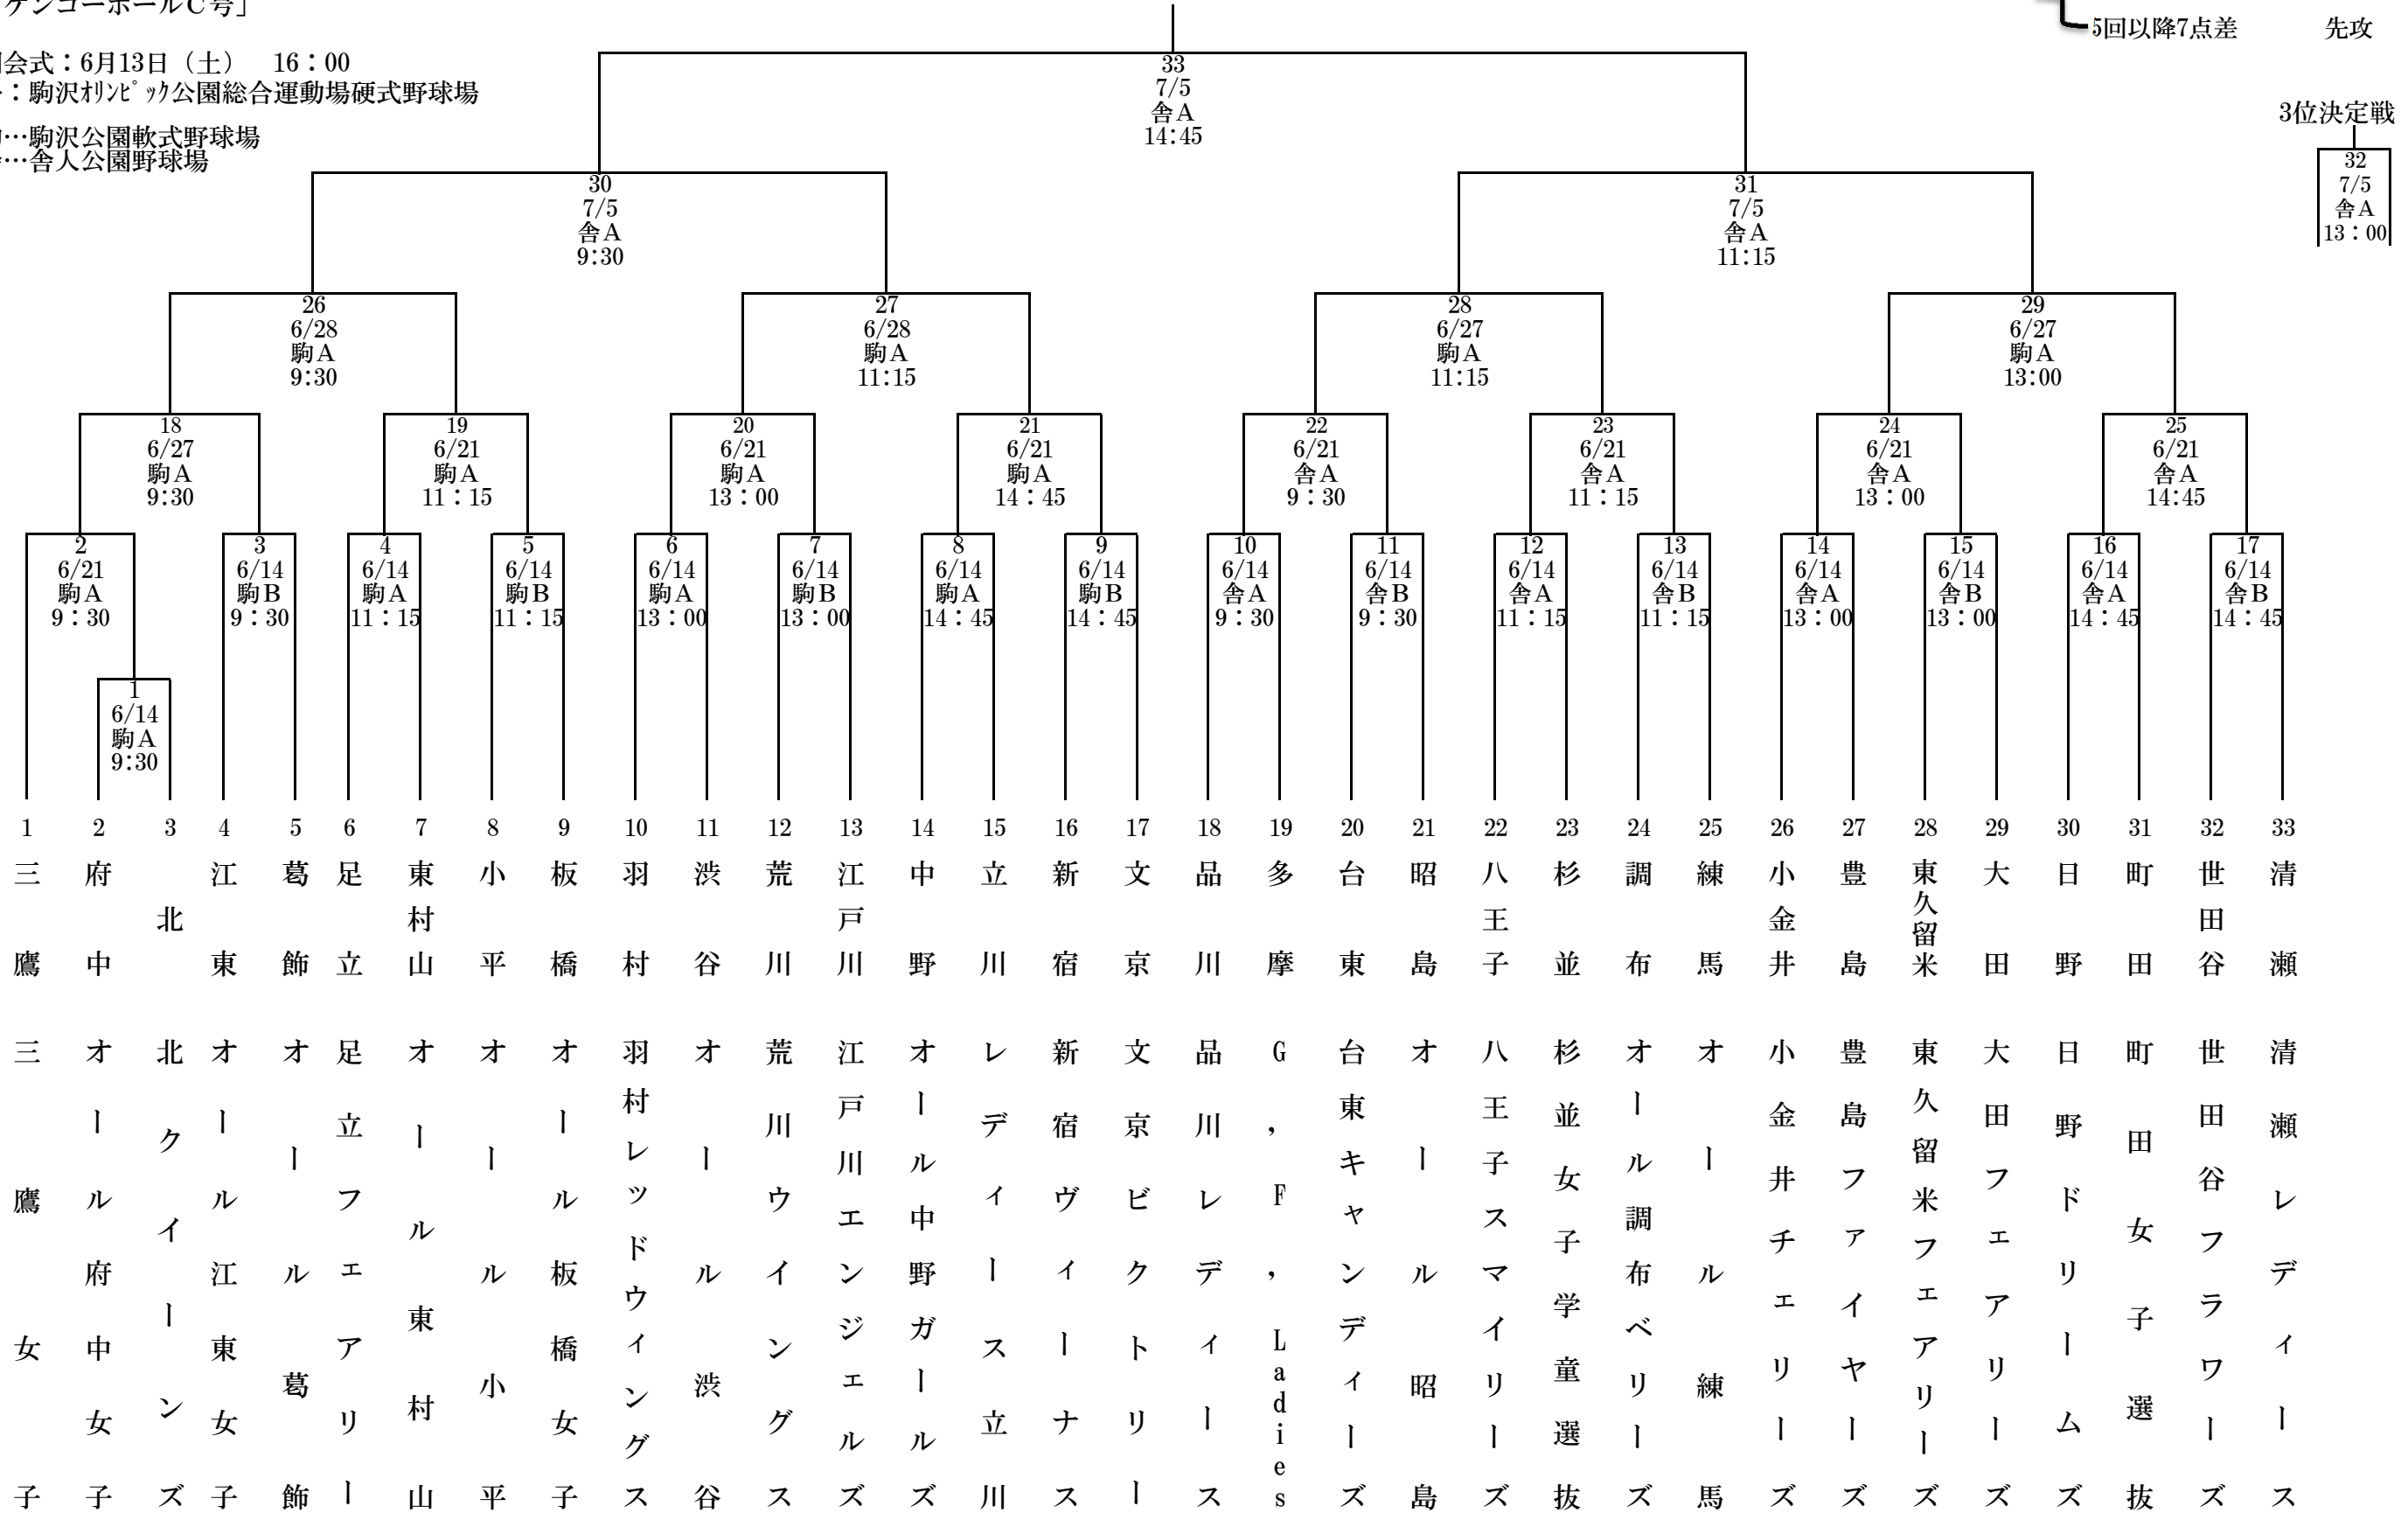 ケンコーボールＣ号」
会式：6月13日（土）　16：00
：駒沢ｵﾘﾝﾋﾟｯｸ公園総合運動場硬式野球場
…駒沢公園軟式野球場
…舎人公園野球場
5回以降7点差　先攻
3位決定戦
32
7/5
舎Ａ
13：00
33
7/5
舎Ａ
14:45
30
7/5
舎Ａ
9:30
31
7/5
舎Ａ
11:15
26
6/28
駒Ａ
9:30
27
6/28
駒Ａ
11:15
28
6/27
駒Ａ
11:15
29
6/27
駒Ａ
13:00
18
6/27
駒Ａ
9:30
19
6/21
駒Ａ
11：15
20
6/21
駒Ａ
13：00
21
6/21
駒Ａ
14：45
22
6/21
舎Ａ
9：30
23
6/21
舎Ａ
11：15
24
6/21
舎Ａ
13：00
25
6/21
舎Ａ
14:45
2
6/21
駒Ａ
9：30
3
6/14
駒Ｂ
9：30
4
6/14
駒Ａ
11：15
5
6/14
駒Ｂ
11：15
6
6/14
駒Ａ
13：00
7
6/14
駒Ｂ
13：00
8
6/14
駒Ａ
14：45
9
6/14
駒Ｂ
14：45
10
6/14
舎Ａ
9：30
11
6/14
舎Ｂ
9：30
12
6/14
舎Ａ
11：15
13
6/14
舎Ｂ
11：15
14
6/14
舎Ａ
13：00
15
6/14
舎Ｂ
13：00
16
6/14
舎Ａ
14：45
17
6/14
舎Ｂ
14：45
1
6/14
駒Ａ
9:30
1 三鷹 三鷹女子
2 府中 オール府中女子
3 北 北クイーンズ
4 江東 オール江東女子
5 葛飾 オール葛飾
6 足立 足立フェアリー
7 東村山 オール東村山
8 小平 オール小平
9 板橋 オール板橋女子
10 羽村 羽村レッドウィングス
11 渋谷 オール渋谷
12 荒川 荒川ウイングス
13 江戸川 江戸川エンジェルズ
14 中野 オール中野ガールズ
15 立川 レディース立川
16 新宿 新宿ヴィーナス
17 文京 文京ビクトリー
18 品川 品川レディース
19 多摩 G，F，Ladies
20 台東 台東キャンディーズ
21 昭島 オール昭島
22 八王子 八王子スマイリーズ
23 杉並 杉並女子学童選抜
24 調布 オール調布ベリーズ
25 練馬 オール練馬
26 小金井 小金井チェリーズ
27 豊島 豊島ファイヤーズ
28 東久留米 東久留米フェアリーズ
29 大田 大田フェアリーズ
30 日野 日野ドリームズ
31 町田 町田女子選抜
32 世田谷 世田谷フラワーズ
33 清瀬 清瀬レディース